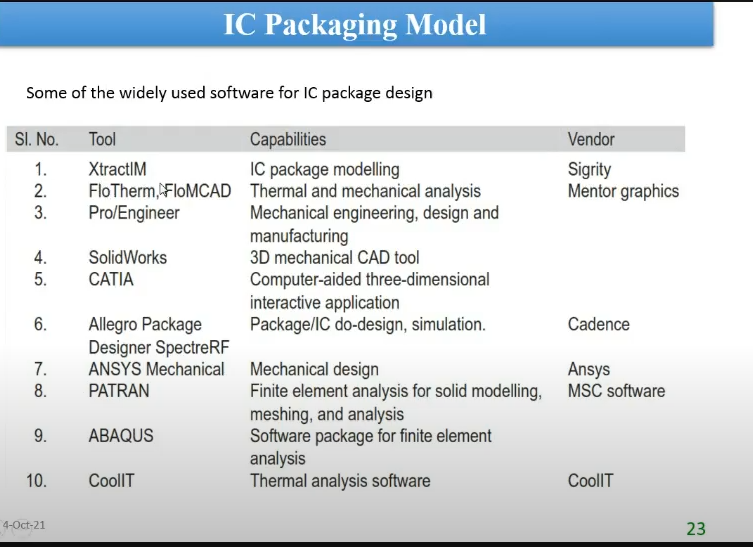 IC Packaging Model
Some of the widely used software for IC package design
Sl. No. Tool Capabilities Vendor
1. XtractIM IC package modelling Sigrity
2. FloTherm, FloMCAD Thermal and mechanical analysis Mentor graphics
3. Pro/Engineer Mechanical engineering, design and
manufacturing
4. SolidWorks 3D mechanical CAD tool
5. CATIA Computer-aided three-dimensional
interactive application
6. Allegro Package Package/IC do-design, simulation. Cadence
Designer SpectreRF
7. ANSYS Mechanical Mechanical design Ansys
8. PATRAN Finite element analysis for solid modelling, MSC software
meshing, and analysis
9. ABAQUS Software package for finite element
analysis
10. CoolIT Thermal analysis software CoolIT
4-Oct-21
23